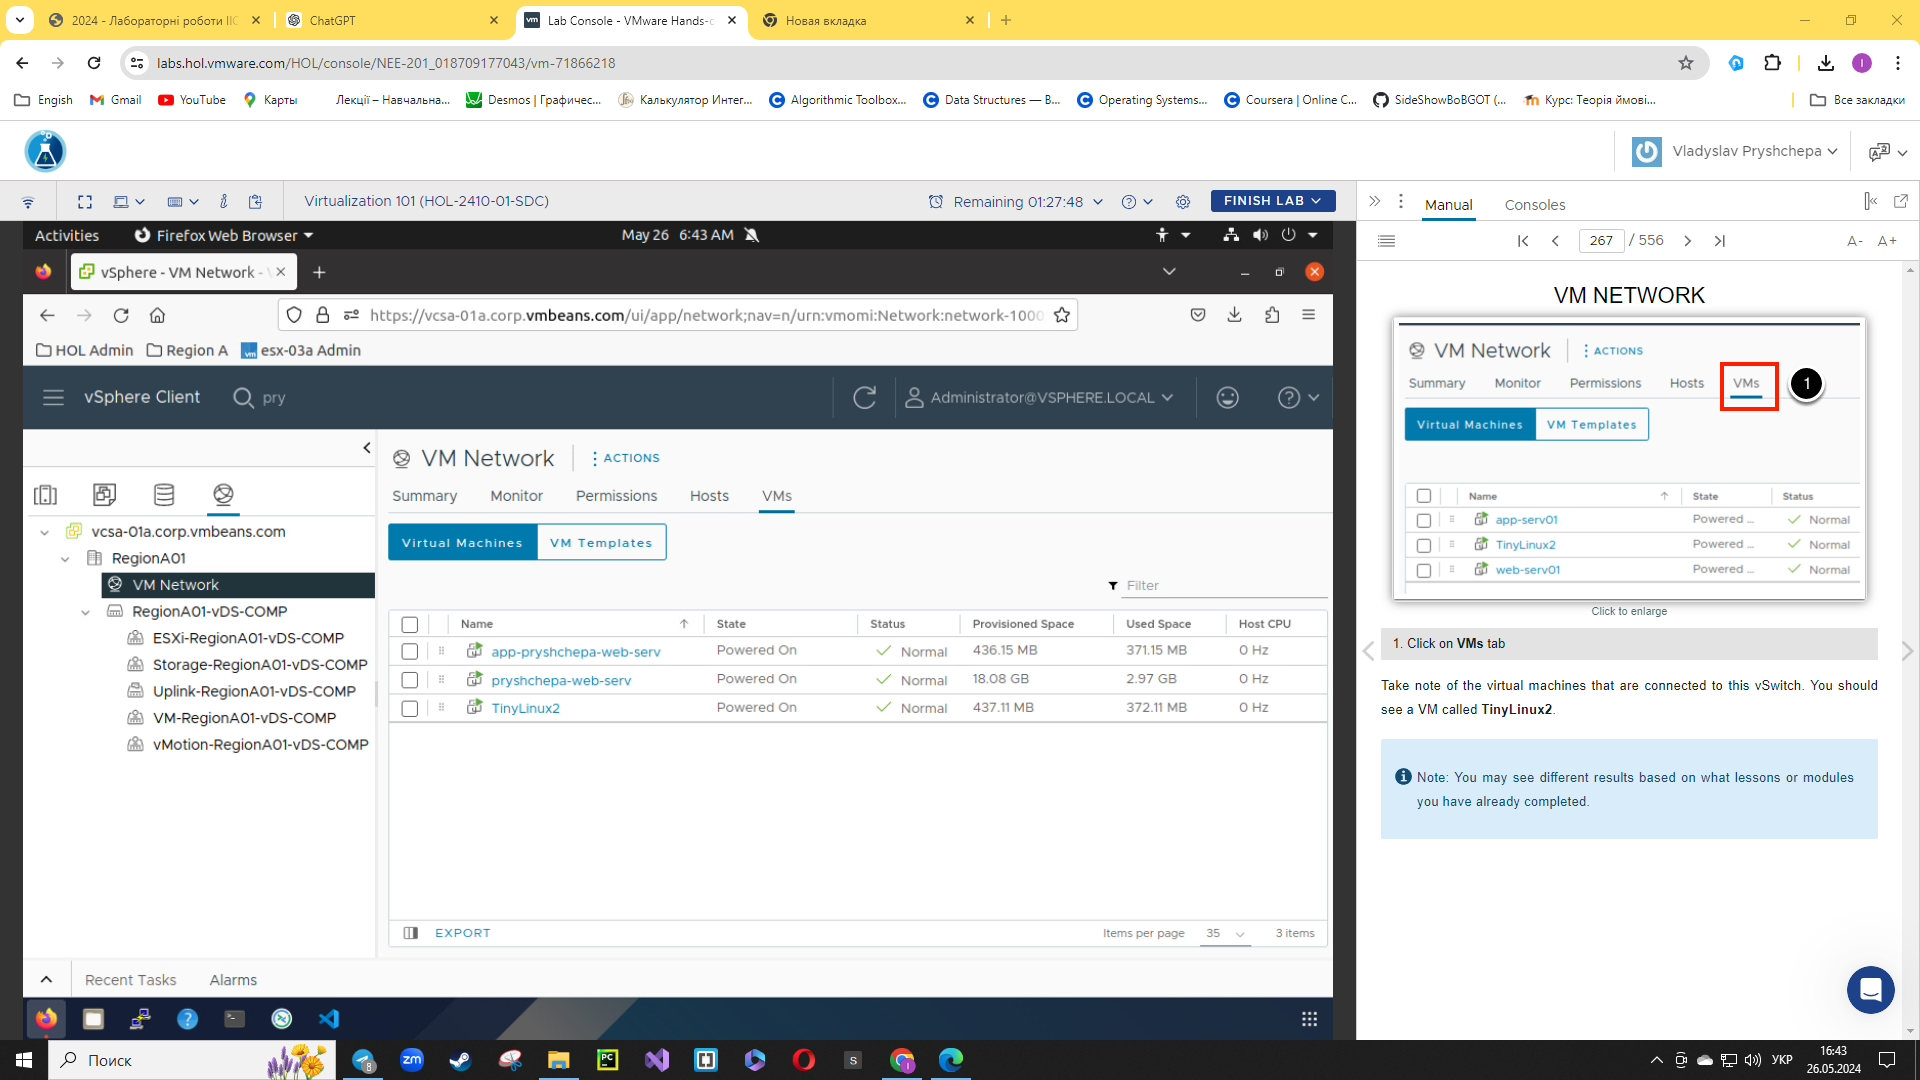 2024 - Лабораторні роботи ІІС
ChatGPT
Lab Console - VMware Hands-o
Новая вкладка
labs.hol.vmware.com/HOL/console/NEE-201_018709177043/vm-71866218
Engish
Gmail
YouTube
Карты
Лекції – Навчальна...
Desmos | Графичес...
Калькулятор Интег...
Algorithmic Toolbox...
Data Structures — В...
Operating Systems...
Coursera | Online C...
SideShowBoBGOT (...
Курс: Теорія ймові...
Все закладки
Vladyslav Pryshchepa
Virtualization 101 (HOL-2410-01-SDC)
Remaining 01:27:48
FINISH LAB
Manual
Consoles
267 / 556
A- A+
Activities
Firefox Web Browser
May 26 6:43 AM
vSphere - VM Network -
https://vcsa-01a.corp.vmbeans.com/ui/app/network;nav=n/urn:vmomi:Network:network-1000
HOL Admin
Region A
esx-03a Admin
vSphere Client
pry
Administrator@VSPHERE.LOCAL
vcsa-01a.corp.vmbeans.com
RegionA01
VM Network
RegionA01-vDS-COMP
ESXi-RegionA01-vDS-COMP
Storage-RegionA01-vDS-COMP
Uplink-RegionA01-vDS-COMP
VM-RegionA01-vDS-COMP
vMotion-RegionA01-vDS-COMP
VM Network
ACTIONS
Summary Monitor Permissions Hosts VMs
Virtual Machines VM Templates
Filter
Name State Status Provisioned Space Used Space Host CPU
app-pryshchepa-web-serv Powered On Normal 436.15 MB 371.15 MB 0 Hz
pryshchepa-web-serv Powered On Normal 18.08 GB 2.97 GB 0 Hz
TinyLinux2 Powered On Normal 437.11 MB 372.11 MB 0 Hz
EXPORT
Items per page 35 3 items
Recent Tasks Alarms
VM NETWORK
VM Network ACTIONS
Summary Monitor Permissions Hosts VMs
1
Virtual Machines VM Templates
Name State Status
app-serv01 Powered ... Normal
TinyLinux2 Powered ... Normal
web-serv01 Powered ... Normal
Click to enlarge
1. Click on VMs tab
Take note of the virtual machines that are connected to this vSwitch. You should
see a VM called TinyLinux2.
Note: You may see different results based on what lessons or modules
you have already completed.
Поиск
8
zm
PC
S
УКР
16:43
26.05.2024